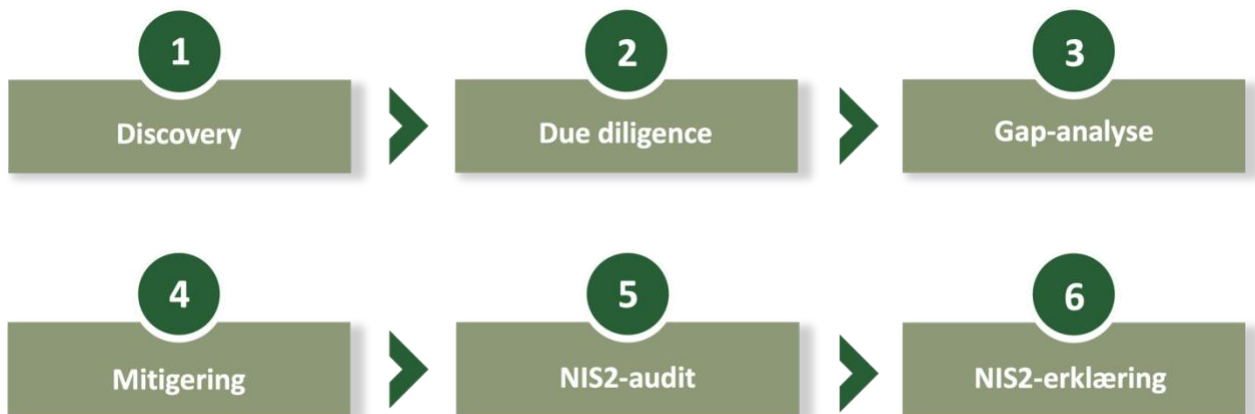 1
Discovery
2
Due diligence
3
Gap-analyse
4
Mitigering
5
NIS2-audit
6
NIS2-erklæring